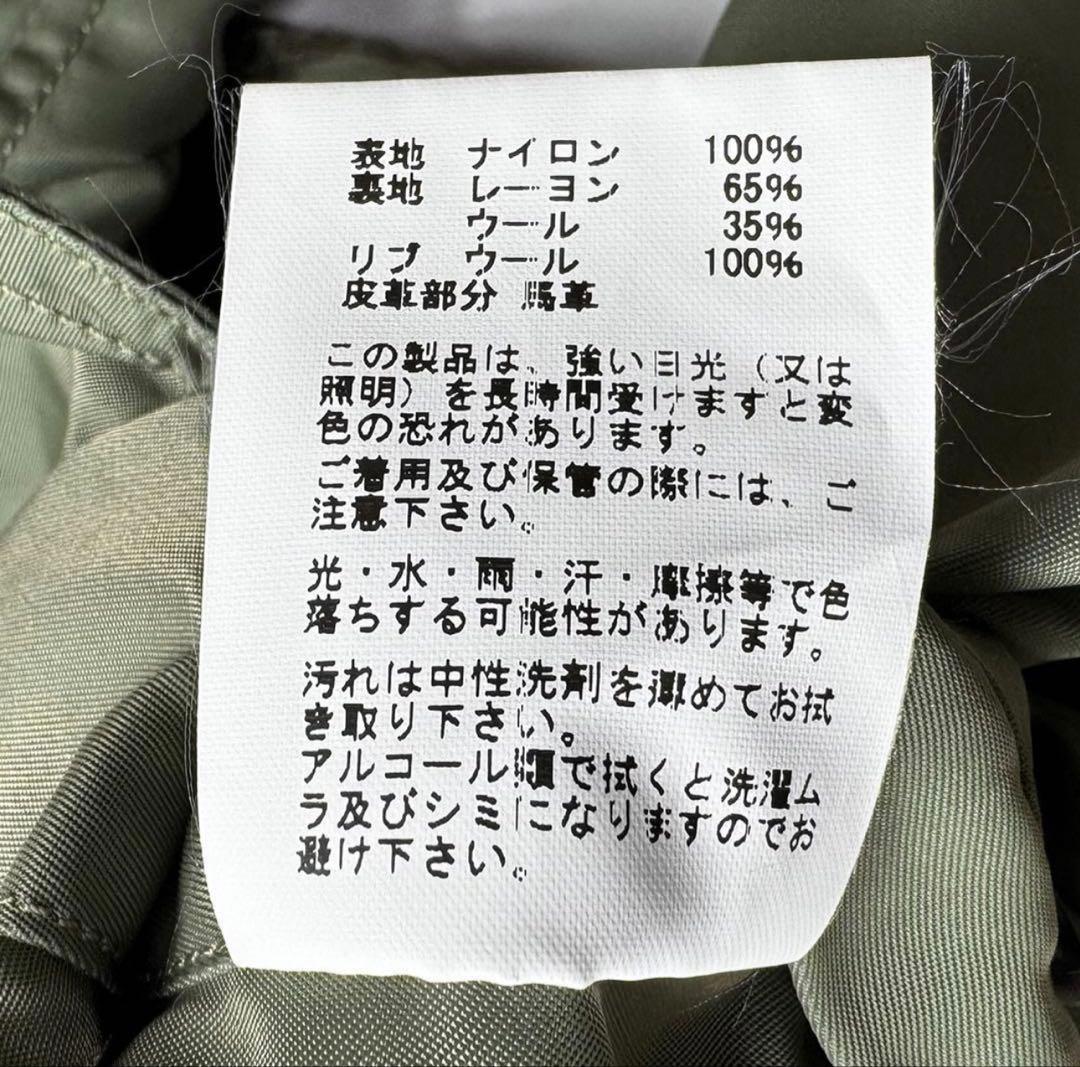 表地 ナイロン 100%
裏地 レーヨン 65%
ウール 35%
リブ ウール 100%
皮革部分 馬革
この製品は、強い日光（又は
照明）を長時間受けますと変
色の恐れがあります。
ご着用及び保管の際には、ご
注意下さい。
光・水・雨・汗・摩擦等で色
落ちする可能性があります。
汚れは中性洗剤を薄めてお拭
き取り下さい。
アルコール類で拭くと洗濯ム
ラ及びシミになりますのでお
避け下さい。